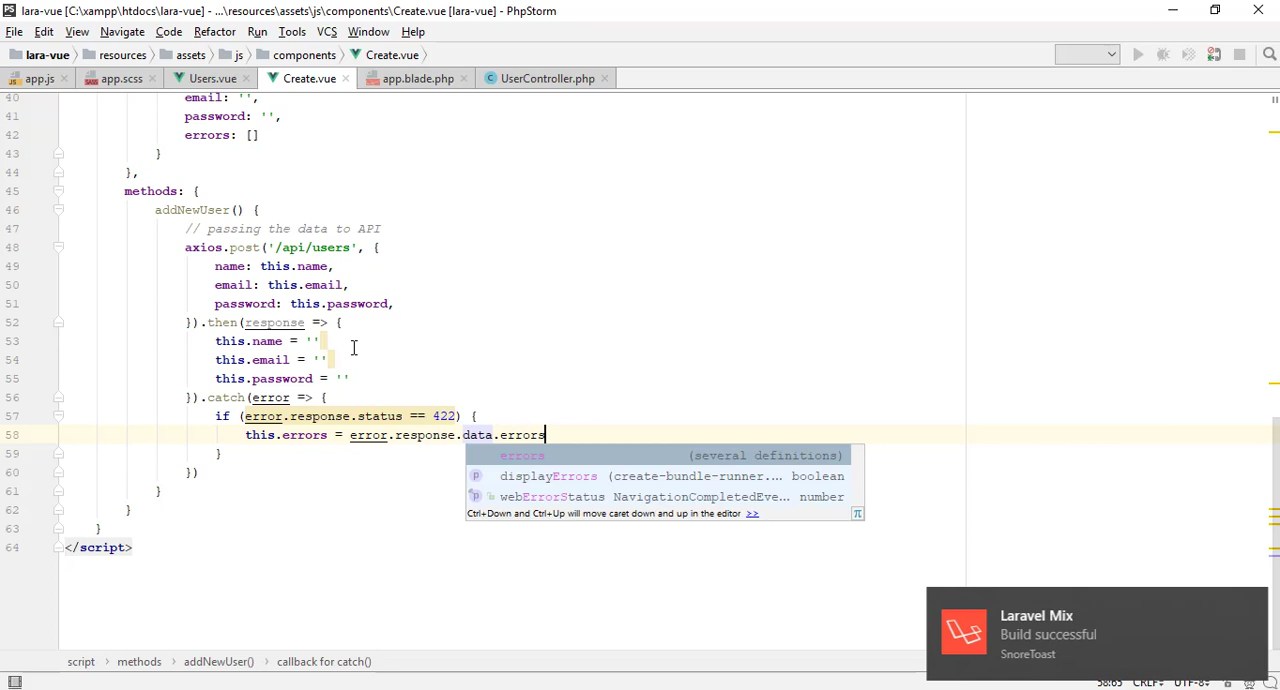 lara-vue [C:\xampp\htdocs\lara-vue] - ...\resources\assets\js\components\Create.vue [lara-vue] - PhpStorm
File Edit View Navigate Code Refactor Run Tools VCS Window Help
lara-vue resources assets js components Create.vue
app.js app.scss Users.vue Create.vue app.blade.php UserController.php
40 email: '',
41 password: '',
42 errors: []
43 }
44 },
45 methods: {
46 addNewUser() {
47 // passing the data to API
48 axios.post('/api/users', {
49 name: this.name,
50 email: this.email,
51 password: this.password,
52 }).then(response => {
53 this.name = ''
54 this.email = ''
55 this.password = ''
56 }).catch(error => {
57 if (error.response.status == 422) {
58 this.errors = error.response.data.errors
59 }
60 })
61 }
62 }
63 }
64 </script>
errors (several definitions)
displayErrors (create-bundle-runner.... boolean
webErrorStatus NavigationCompletedEve... number
Ctrl+Down and Ctrl+Up will move caret down and up in the editor >>
Laravel Mix
Build successful
SnoreToast
script methods addNewUser() callback for catch()
58:65 CRLF÷ UTF-8÷